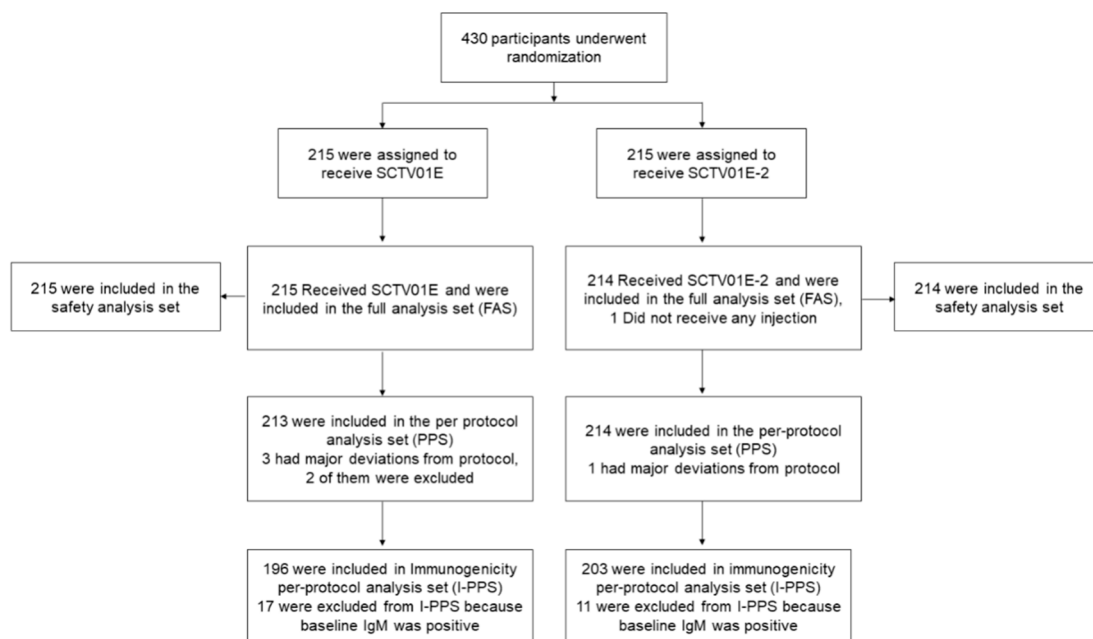 430 participants underwent
randomization
215 were assigned to
receive SCTV01E
215 were assigned to
receive SCTV01E-2
215 were included in the
safety analysis set
215 Received SCTV01E and were
included in the full analysis set (FAS)
214 Received SCTV01E-2 and were
included in the full analysis set (FAS),
1 Did not receive any injection
214 were included in the
safety analysis set
213 were included in the per protocol
analysis set (PPS)
3 had major deviations from protocol,
2 of them were excluded
214 were included in the per-protocol
analysis set (PPS)
1 had major deviations from protocol
196 were included in Immunogenicity
per-protocol analysis set (I-PPS)
17 were excluded from I-PPS because
baseline IgM was positive
203 were included in immunogenicity
per-protocol analysis set (I-PPS)
11 were excluded from I-PPS because
baseline IgM was positive